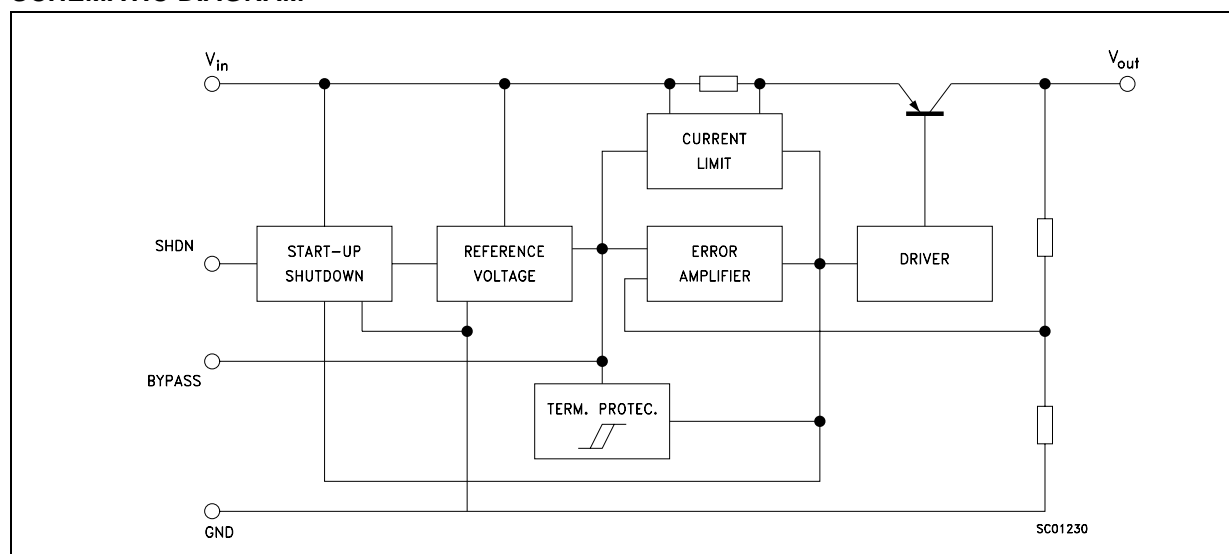 SCHEMATIC DIAGRAM
Vin
Vout
CURRENT
LIMIT
SHDN
START-UP
SHUTDOWN
REFERENCE
VOLTAGE
ERROR
AMPLIFIER
DRIVER
BYPASS
TERM. PROTEC.
GND
SC01230